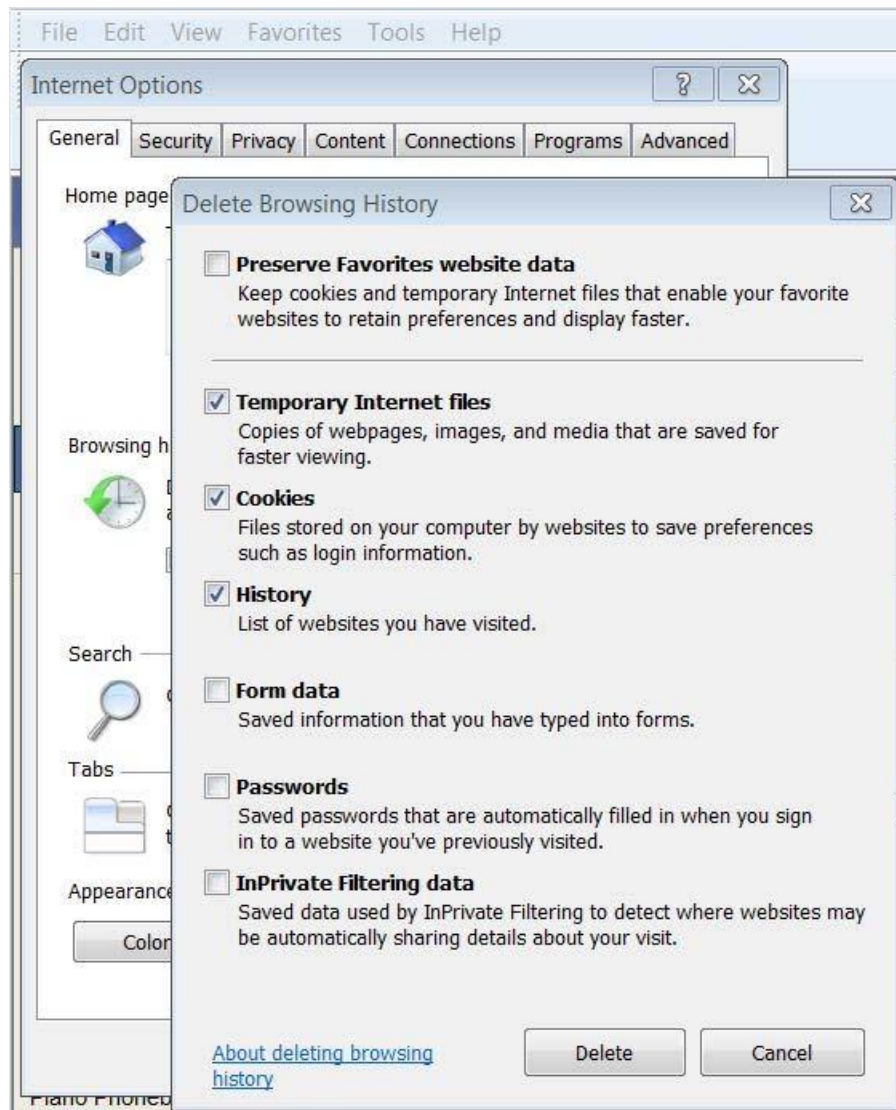 File Edit View Favorites Tools Help
Internet Options
General Security Privacy Content Connections Programs Advanced
Home page
Delete Browsing History
Preserve Favorites website data
Keep cookies and temporary Internet files that enable your favorite
websites to retain preferences and display faster.
Temporary Internet files
Copies of webpages, images, and media that are saved for
faster viewing.
Browsing h
Cookies
Files stored on your computer by websites to save preferences
such as login information.
History
List of websites you have visited.
Search
Form data
Saved information that you have typed into forms.
Tabs
Passwords
Saved passwords that are automatically filled in when you sign
in to a website you've previously visited.
InPrivate Filtering data
Appearance
Saved data used by InPrivate Filtering to detect where websites may
be automatically sharing details about your visit.
Color
About deleting browsing
history
Delete Cancel